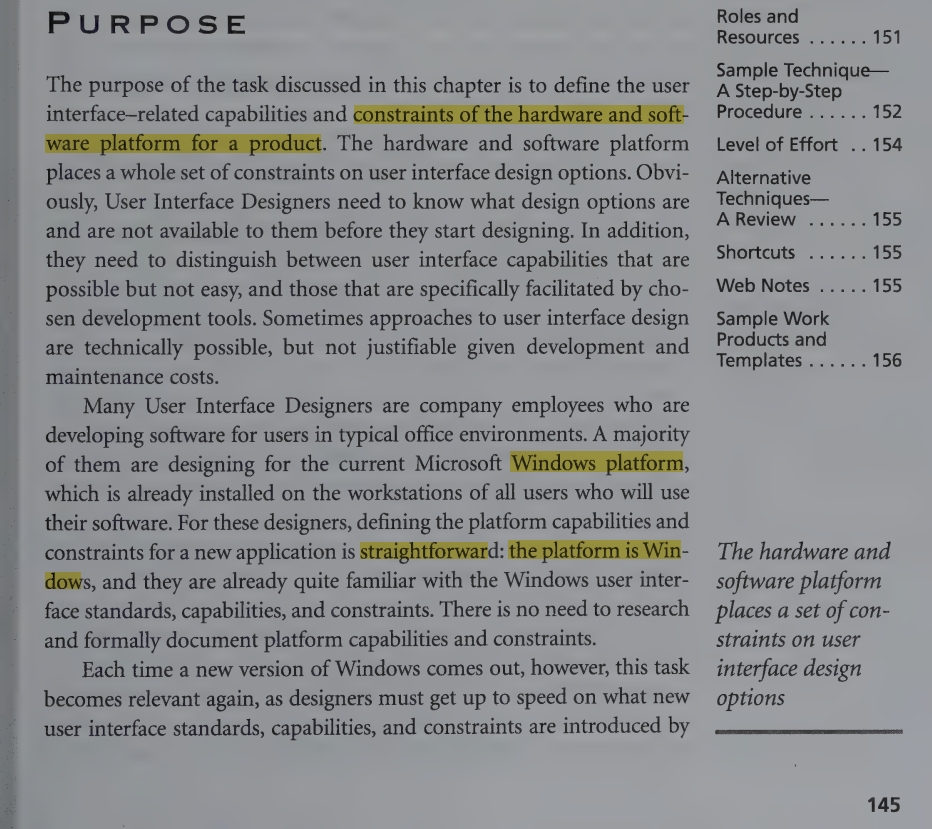 PURPOSE
The purpose of the task discussed in this chapter is to define the user
interface–related capabilities and constraints of the hardware and soft-
ware platform for a product. The hardware and software platform
places a whole set of constraints on user interface design options. Obvi-
ously, User Interface Designers need to know what design options are
and are not available to them before they start designing. In addition,
they need to distinguish between user interface capabilities that are
possible but not easy, and those that are specifically facilitated by cho-
sen development tools. Sometimes approaches to user interface design
are technically possible, but not justifiable given development and
maintenance costs.
Many User Interface Designers are company employees who are
developing software for users in typical office environments. A majority
of them are designing for the current Microsoft Windows platform,
which is already installed on the workstations of all users who will use
their software. For these designers, defining the platform capabilities and
constraints for a new application is straightforward: the platform is Win-
dows, and they are already quite familiar with the Windows user inter-
face standards, capabilities, and constraints. There is no need to research
and formally document platform capabilities and constraints.
Each time a new version of Windows comes out, however, this task
becomes relevant again, as designers must get up to speed on what new
user interface standards, capabilities, and constraints are introduced by
Roles and
Resources ...... 151
Sample Technique—
A Step-by-Step
Procedure ...... 152
Level of Effort .. 154
Alternative
Techniques—
A Review ...... 155
Shortcuts ...... 155
Web Notes ..... 155
Sample Work
Products and
Templates ...... 156
The hardware and
software platform
places a set of con-
straints on user
interface design
options
145